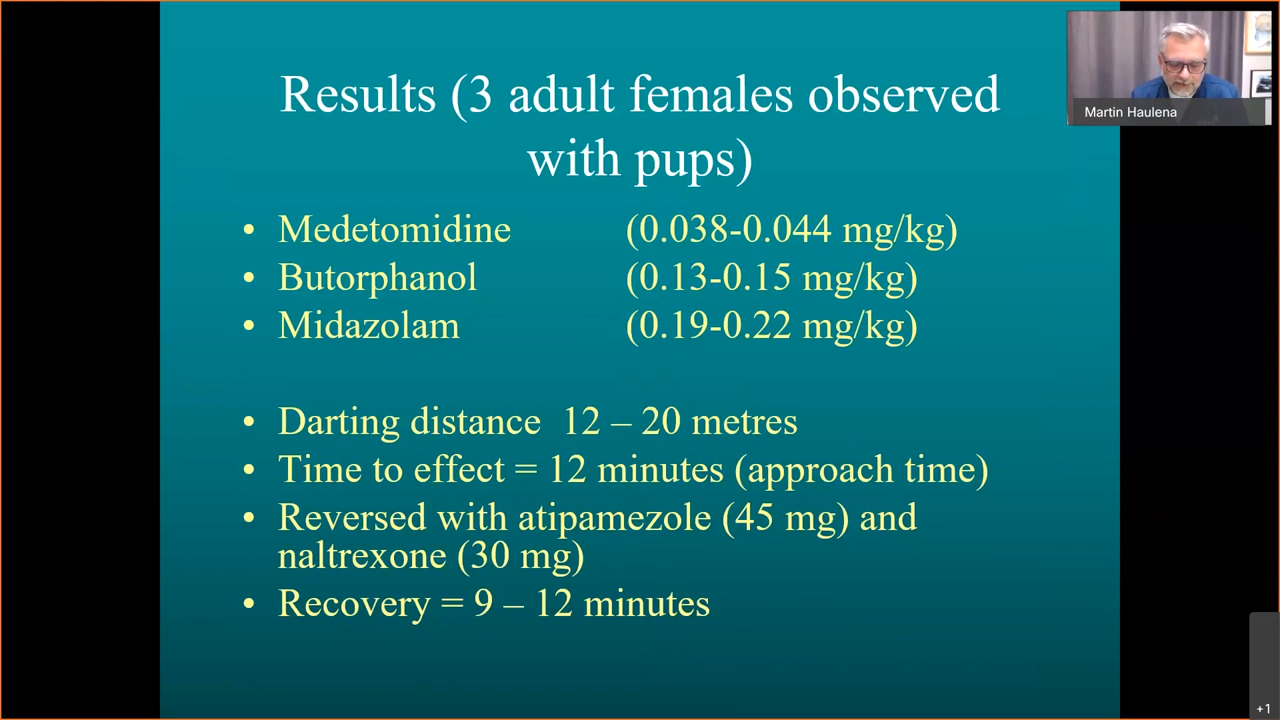 Results (3 adult females observed
with pups)
• Medetomidine (0.038-0.044 mg/kg)
• Butorphanol (0.13-0.15 mg/kg)
• Midazolam (0.19-0.22 mg/kg)
• Darting distance 12 – 20 metres
• Time to effect = 12 minutes (approach time)
• Reversed with atipamezole (45 mg) and
naltrexone (30 mg)
• Recovery = 9 – 12 minutes
Martin Haulena
+1